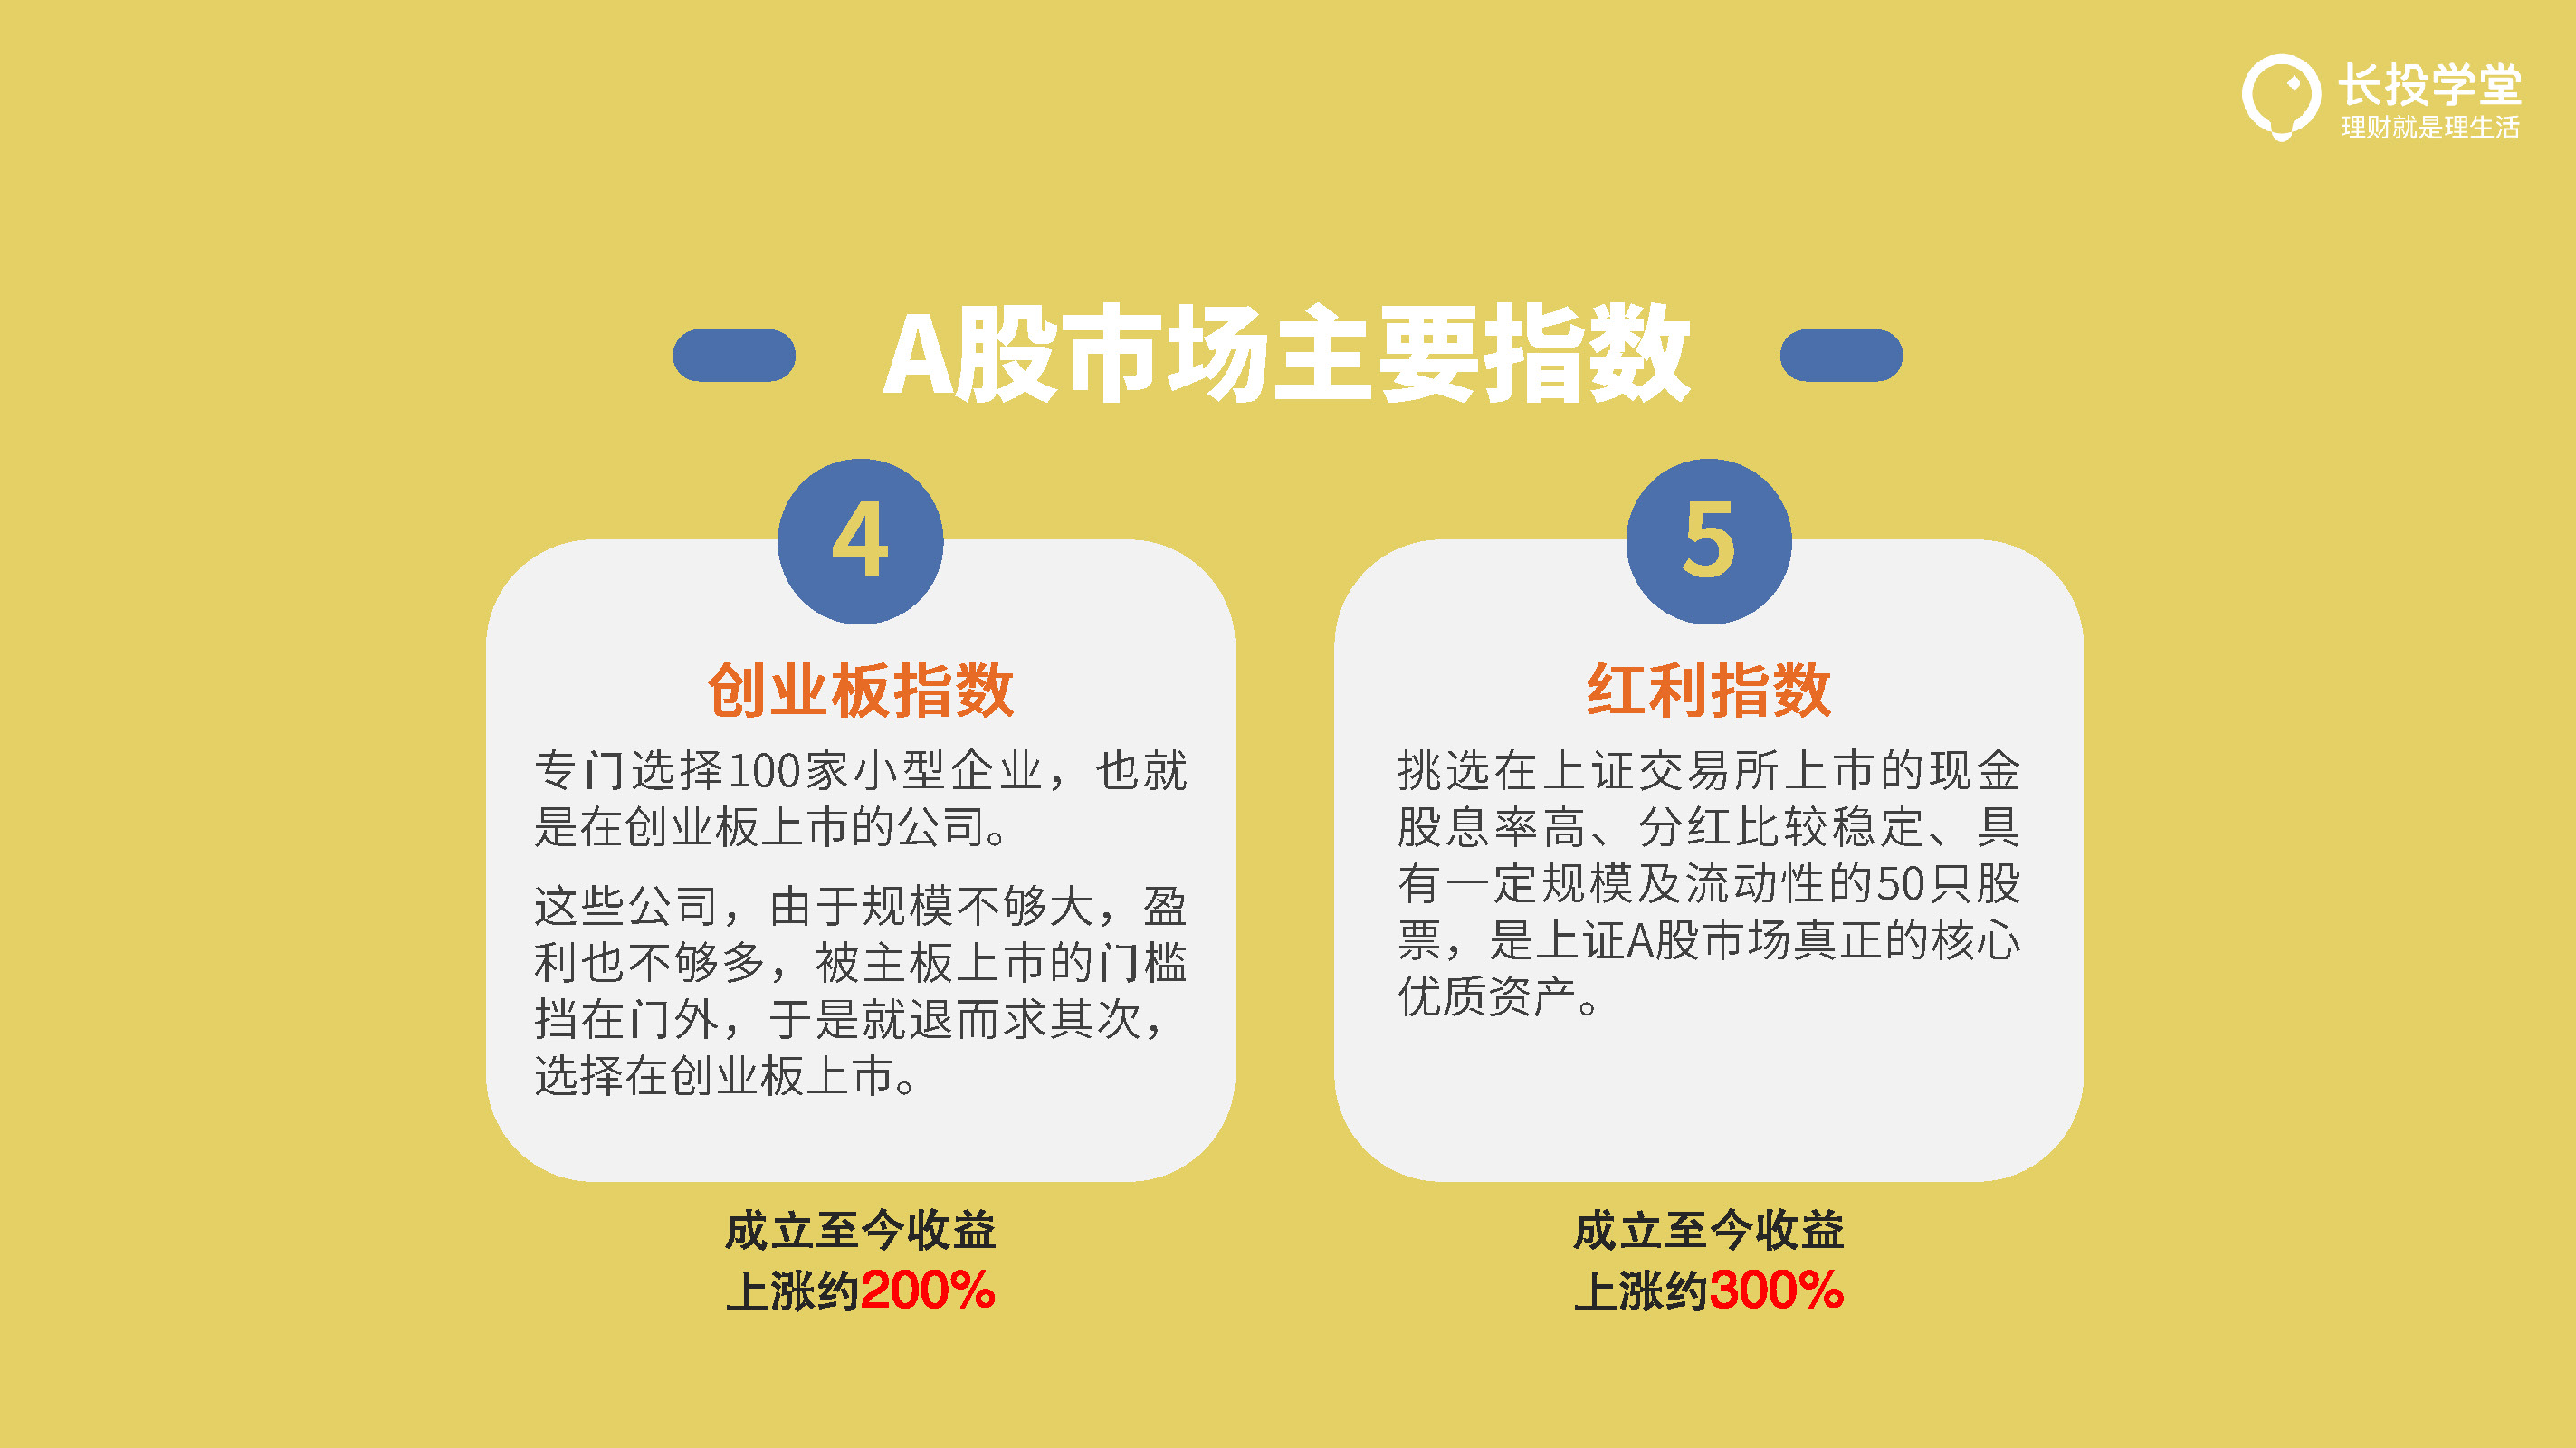 长投学堂
理财就是理生活
A股市场主要指数
4
创业板指数
专门选择100家小型企业，也就
是在创业板上市的公司。
这些公司，由于规模不够大，盈
利也不够多，被主板上市的门槛
挡在门外，于是就退而求其次，
选择在创业板上市。
成立至今收益
上涨约200%
5
红利指数
挑选在上证交易所上市的现金
股息率高、分红比较稳定、具
有一定规模及流动性的50只股
票，是上证A股市场真正的核心
优质资产。
成立至今收益
上涨约300%